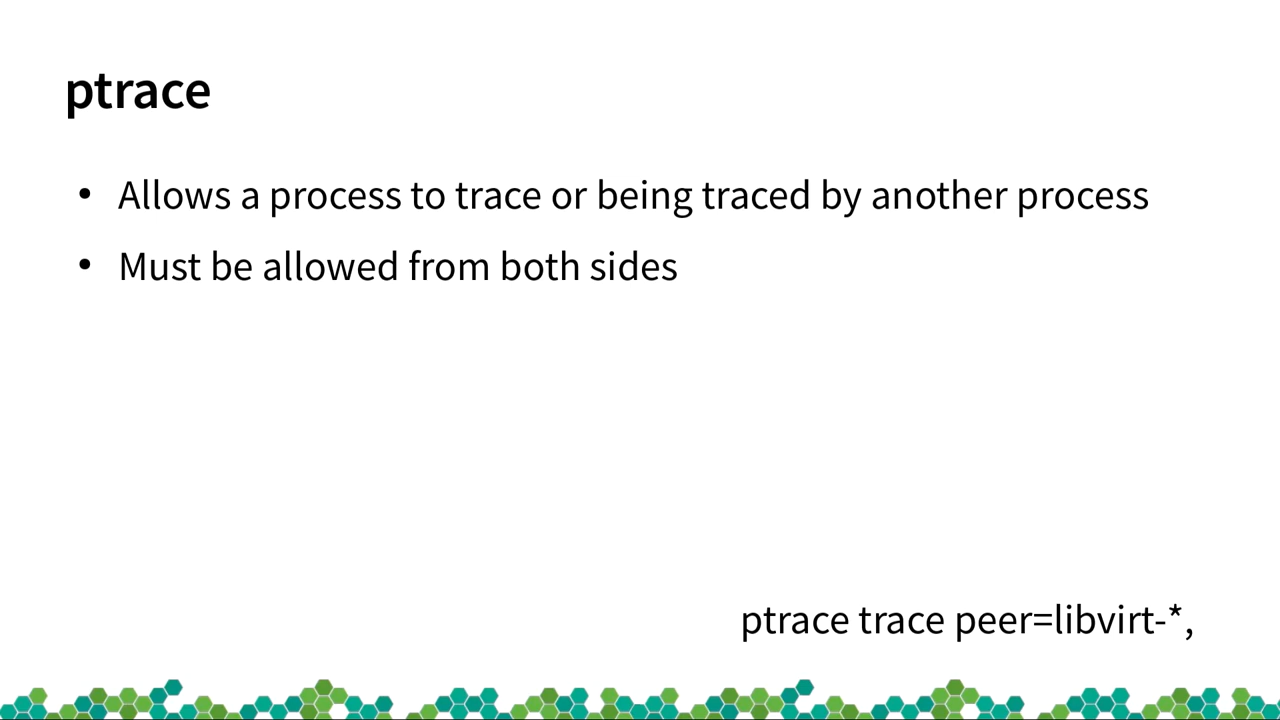 ptrace
• Allows a process to trace or being traced by another process
• Must be allowed from both sides
ptrace trace peer=libvirt-*,